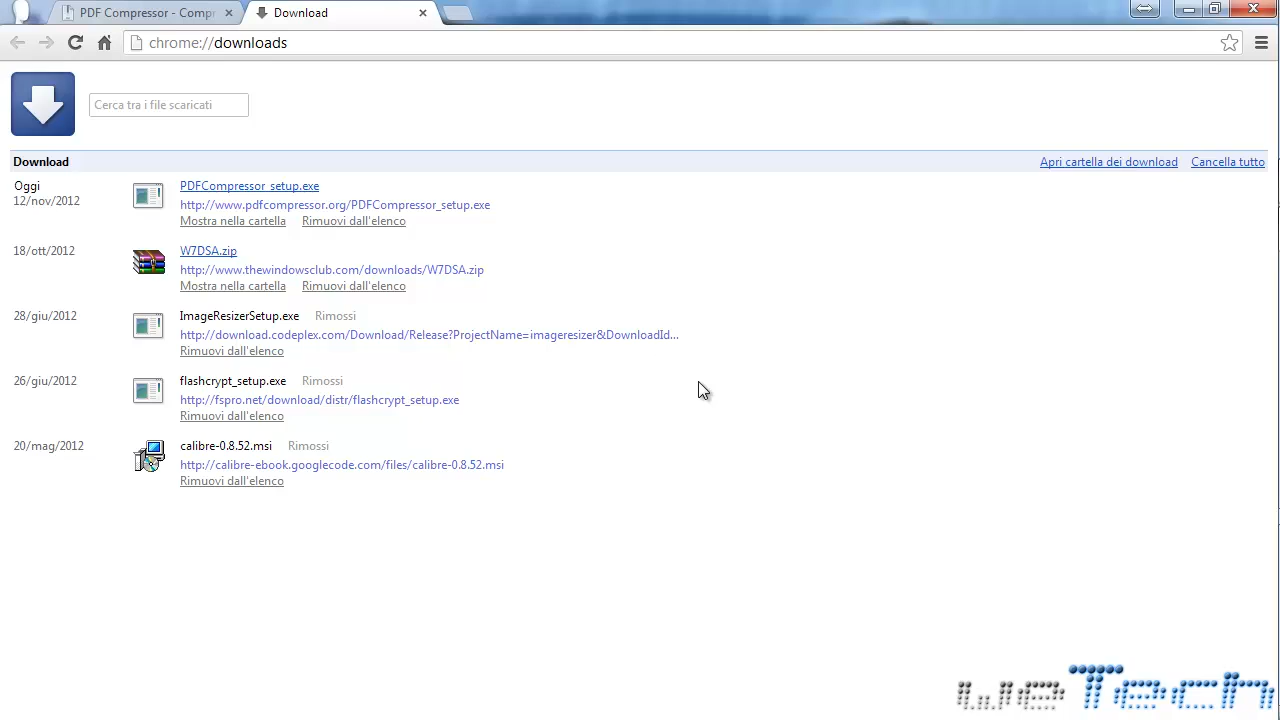 PDF Compressor - Compr
Download
chrome://downloads
Cerca tra i file scaricati
Download
Apri cartella dei download Cancella tutto
Oggi
12/nov/2012
PDFCompressor_setup.exe
http://www.pdfcompressor.org/PDFCompressor_setup.exe
Mostra nella cartella Rimuovi dall'elenco
18/ott/2012
W7DSA.zip
http://www.thewindowsclub.com/downloads/W7DSA.zip
Mostra nella cartella Rimuovi dall'elenco
28/giu/2012
ImageResizerSetup.exe Rimossi
http://download.codeplex.com/Download/Release?ProjectName=imageresizer&DownloadId...
Rimuovi dall'elenco
26/giu/2012
flashcrypt_setup.exe Rimossi
http://fspro.net/download/distr/flashcrypt_setup.exe
Rimuovi dall'elenco
20/mag/2012
calibre-0.8.52.msi Rimossi
http://calibre-ebook.googlecode.com/files/calibre-0.8.52.msi
Rimuovi dall'elenco
weTech